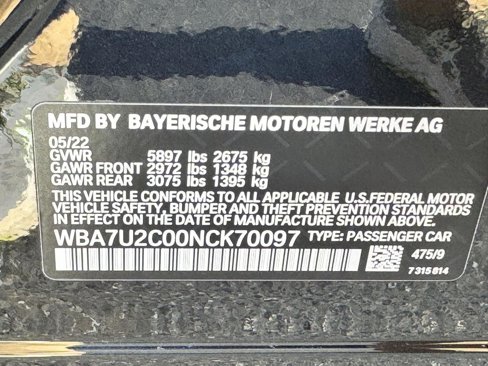 MFD BY BAYERISCHE MOTOREN WERKE AG
05/22
GVWR 5897 lbs 2675 kg
GAWR FRONT 2972 lbs 1348 kg
GAWR REAR 3075 lbs 1395 kg
THIS VEHICLE CONFORMS TO ALL APPLICABLE U.S.FEDERAL MOTOR
VEHICLE SAFETY, BUMPER AND THEFT PREVENTION STANDARDS
IN EFFECT ON THE DATE OF MANUFACTURE SHOWN ABOVE.
WBA7U2C00NCK70097 TYPE: PASSENGER CAR
475/9
7 315 814